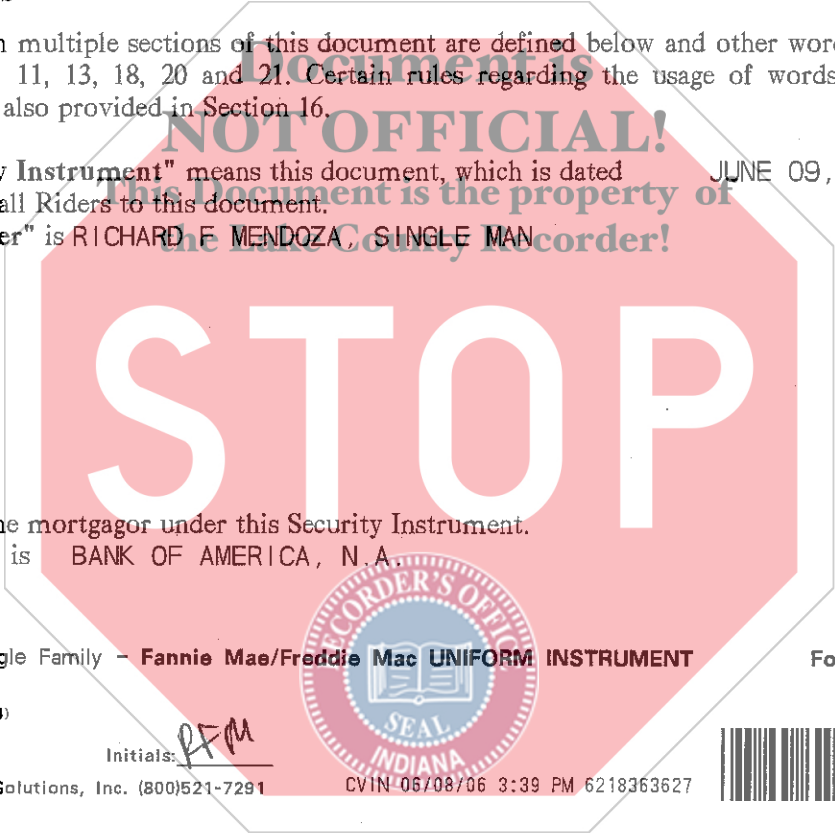 multiple sections of this document are defined below and other
11, 13, 18, 20 and 21. Certain rules regarding the usage of words
also provided in Section 16.
Document is
NOT OFFICIAL!
This Document is the property of
the Lake County Recorder!
Instrument" means this document, which is dated JUNE 09,
all Riders to this document.
er" is RICHARD F MENDOZA, SINGLE MAN
STOP
mortgagor under this Security Instrument.
is BANK OF AMERICA, N.A.
RECORDER'S OFFICE
SEAL
INDIANA
gle Family - Fannie Mae/Freddie Mac UNIFORM INSTRUMENT Fo
Initials: RFM
Solutions, Inc. (800)521-7291 CVIN 06/08/06 3:39 PM 6218363627